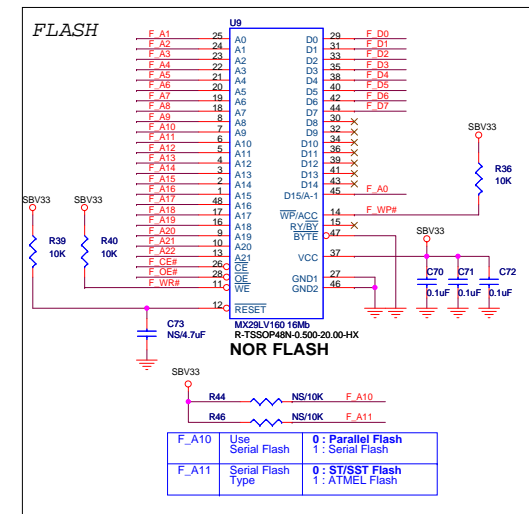 FLASH
U9
F_A1 25 A0 D0 29 F_D0
F_A2 24 A1 D1 31 F_D1
F_A3 23 A2 D2 33 F_D2
F_A4 22 A3 D3 35 F_D3
F_A5 21 A4 D4 38 F_D4
F_A6 20 A5 D5 40 F_D5
F_A7 19 A6 D6 42 F_D6
F_A8 18 A7 D7 44 F_D7
F_A9 8 A8 D8 30
F_A10 7 A9 D9 32
F_A11 6 A10 D10 34
F_A12 5 A11 D11 36
F_A13 4 A12 D12 39
F_A14 3 A13 D13 41
F_A15 2 A14 D14 43
F_A16 1 A15 D15/A-1 45 F_A0
F_A17 48 A16
F_A18 17 A17 WP/ACC 14 F_WP#
F_A19 16 A18 RY/BY 15
F_A20 9 A19 BYTE 47
F_A21 10 A20
F_A22 13 A21 VCC 37
F_CE# 26 CE
F_OE# 28 OE GND1 27
F_WR# 11 WE GND2 46
12 RESET
SBV33
R36
10K
SBV33 SBV33
R39
10K
R40
10K
SBV33
C70 C71 C72
0.1uF 0.1uF 0.1uF
C73
NS/4.7uF
MX29LV160 16Mb
R-TSSOP48N-0.500-20.00-HX
NOR FLASH
SBV33
R44 NS/10K F_A10
R46 NS/10K F_A11
F_A10 Use Serial Flash 0 : Parallel Flash
1 : Serial Flash
F_A11 Serial Flash Type 0 : ST/SST Flash
1 : ATMEL Flash